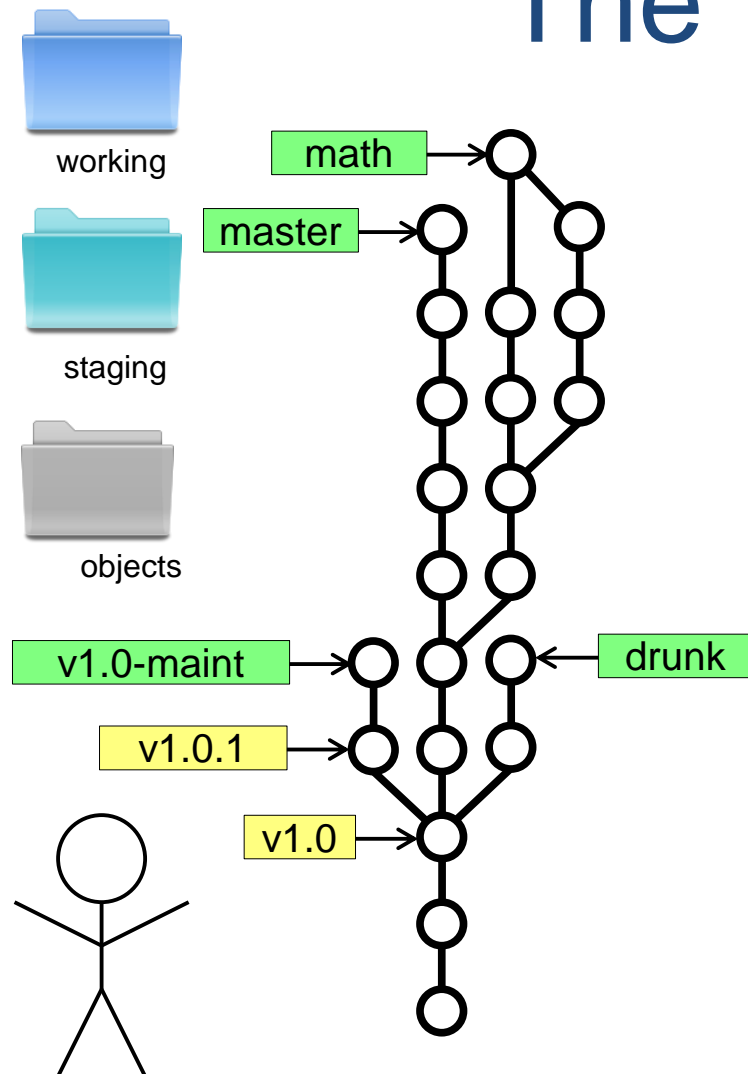 The
working
math
master
staging
objects
v1.0-maint
drunk
v1.0.1
v1.0